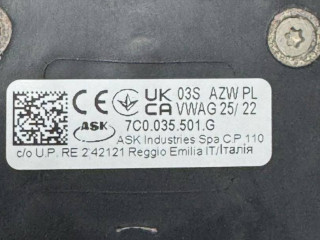 CE UK CA 03S AZW PL
VWAG 25/ 22
ASK 7C0.035.501.G
ASK Industries Spa C.P 110
c/o U.P. RE 2 42121 Reggio Emilia IT/Італія